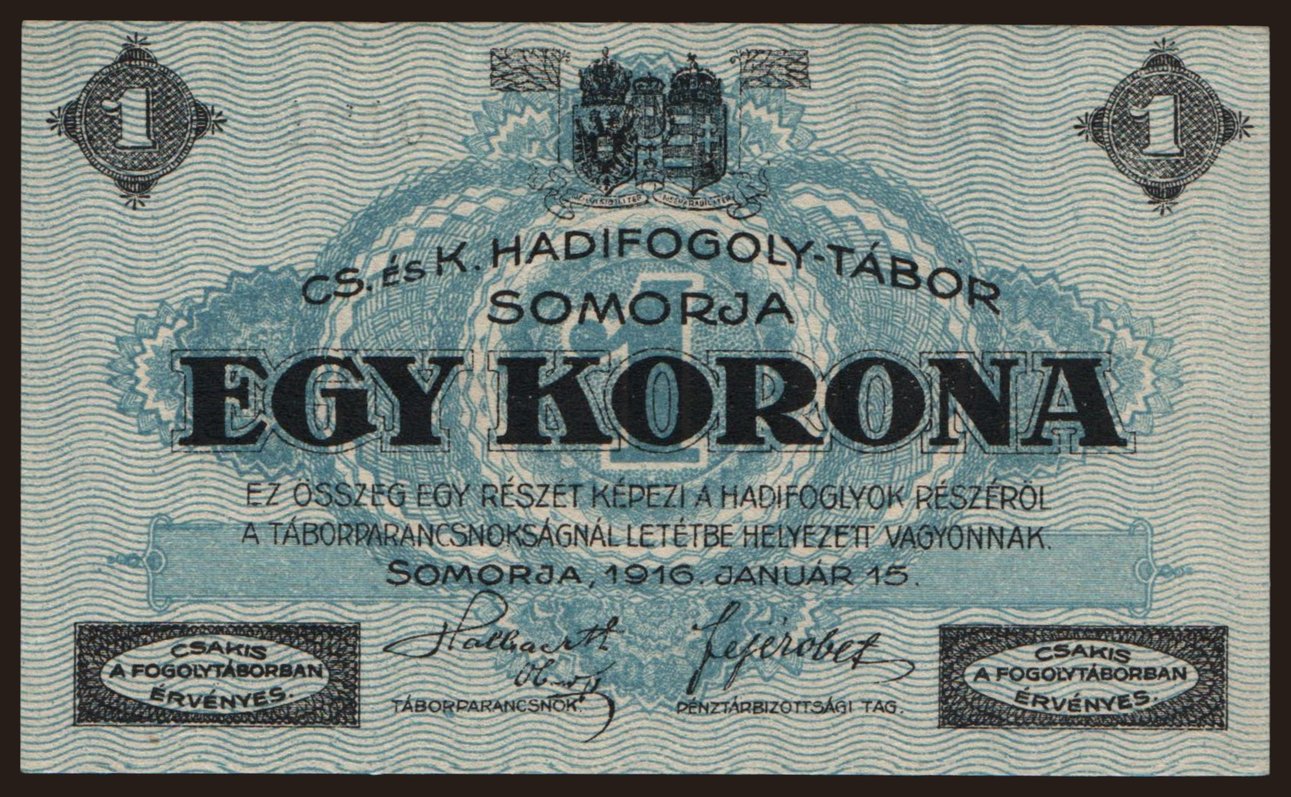 1
1
CS. ÉS K. HADIFOGOLY-TÁBOR
SOMORJA
1
EGY KORONA
EZ ÖSSZEG EGY RÉSZÉT KÉPEZI A HADIFOGLYOK RÉSZÉRŐL
A TÁBORPARANCSNOKSÁGNÁL LETÉTBE HELYEZETT VAGYONNAK.
SOMORJA, 1916. JANUÁR 15.
TÁBORPARANCSNOK.
PÉNZTÁRBIZOTTSÁGI TAG.
CSAKIS
A FOGOLYTÁBORBAN
ÉRVÉNYES.
CSAKIS
A FOGOLYTÁBORBAN
ÉRVÉNYES.